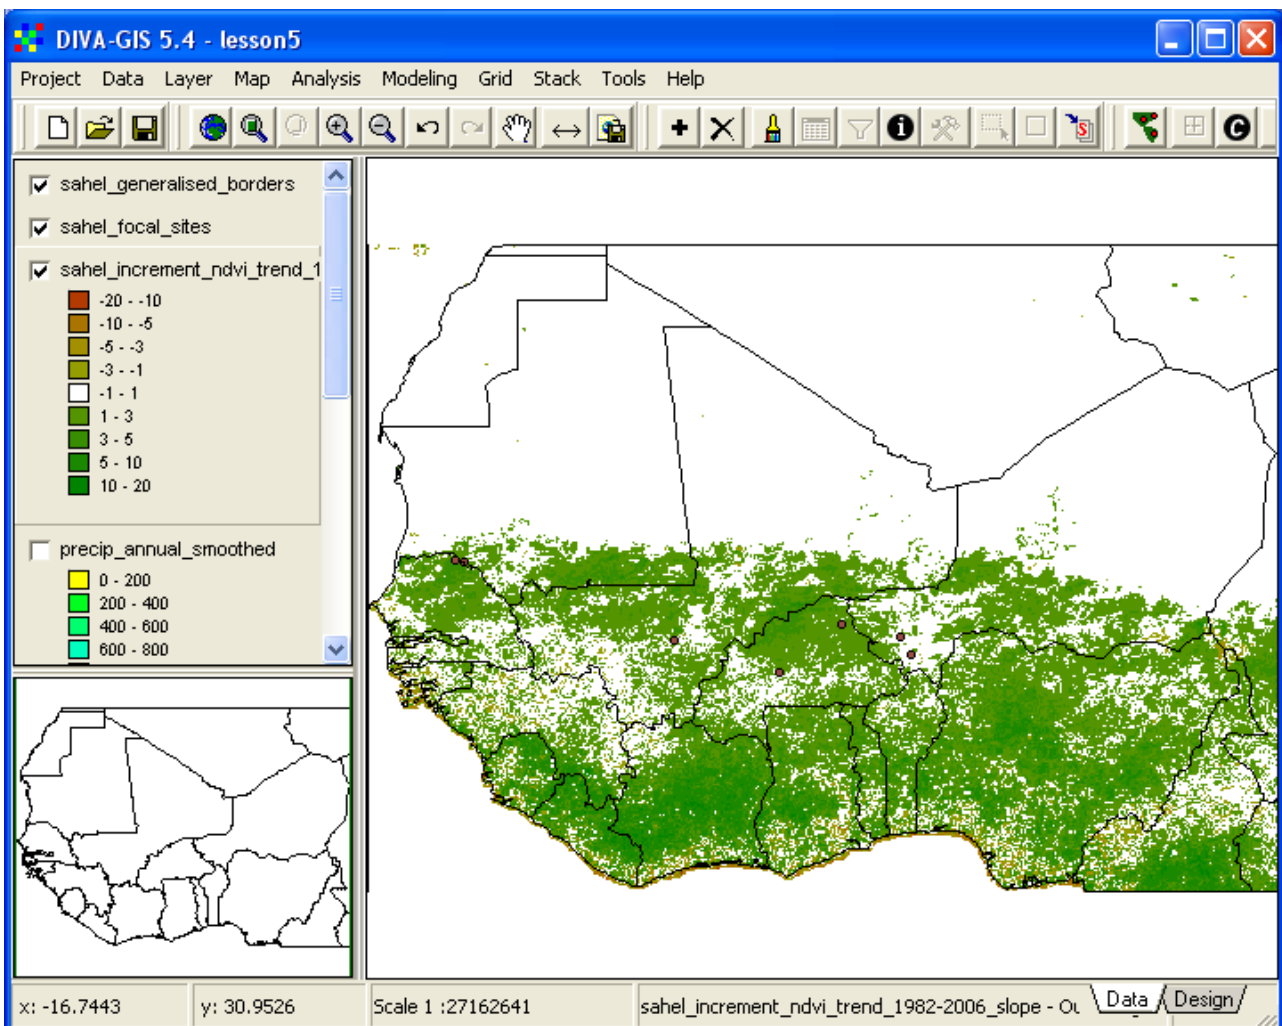 DIVA-GIS 5.4 - lesson5
Project Data Layer Map Analysis Modeling Grid Stack Tools Help
sahel_generalised_borders
sahel_focal_sites
sahel_increment_ndvi_trend_1
-20 - -10
-10 - -5
-5 - -3
-3 - -1
-1 - 1
1 - 3
3 - 5
5 - 10
10 - 20
precip_annual_smoothed
0 - 200
200 - 400
400 - 600
600 - 800
x: -16.7443 y: 30.9526 Scale 1 :27162641 sahel_increment_ndvi_trend_1982-2006_slope - Ou Data Design